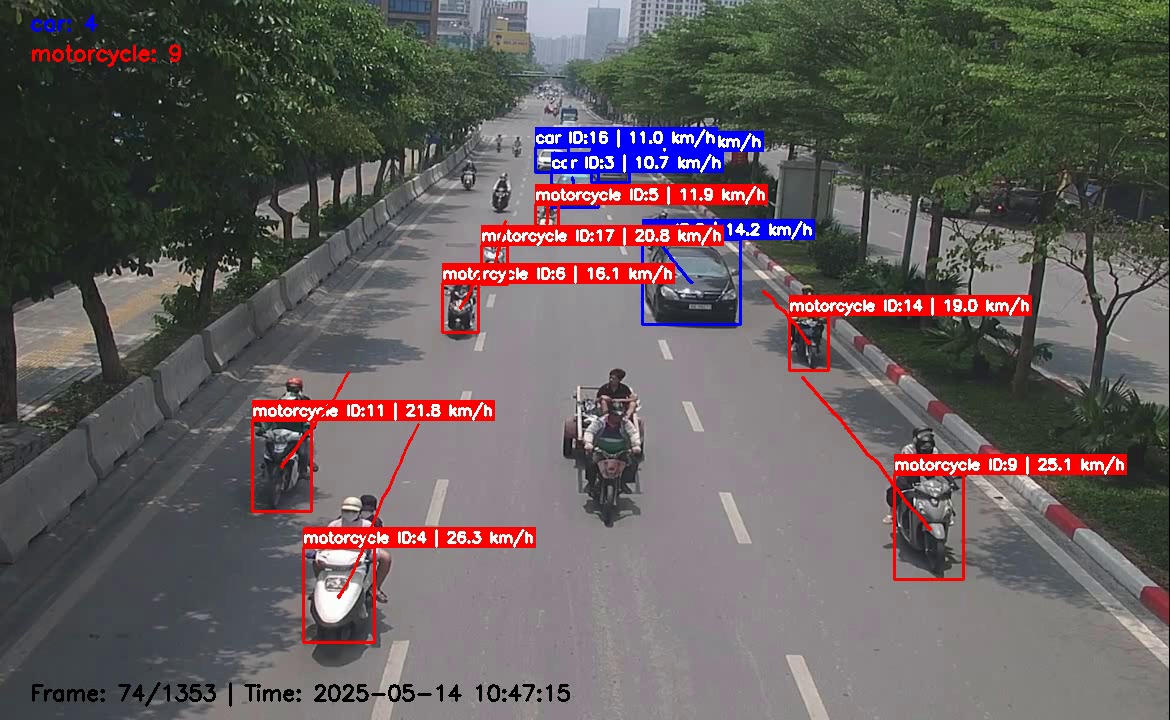 car: 4
motorcycle: 9
car ID:16 | 11.0 km/h km/h
car ID:3 | 10.7 km/h
motorcycle ID:5 | 11.9 km/h
14.2 km/h
motorcycle ID:17 | 20.8 km/h
motorcycle ID:6 | 16.1 km/h
motorcycle ID:14 | 19.0 km/h
motorcycle ID:11 | 21.8 km/h
motorcycle ID:9 | 25.1 km/h
motorcycle ID:4 | 26.3 km/h
Frame: 74/1353 | Time: 2025-05-14 10:47:15